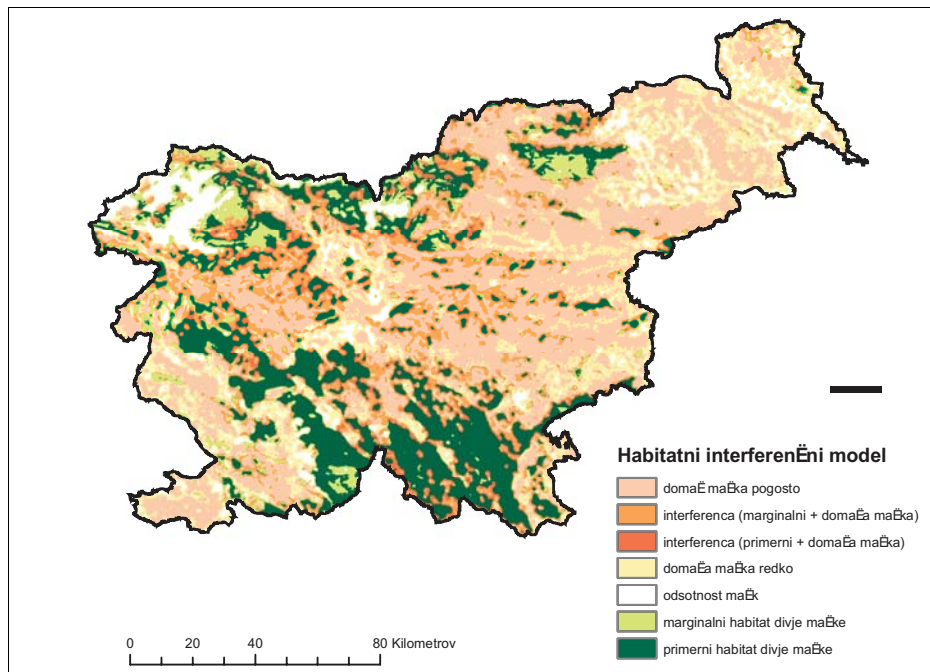 Habitatni interferenËni model
domaË maËka pogosto
interferenca (marginalni + domaËa maËka)
interferenca (primerni + domaËa maËka)
domaËa maËka redko
odsotnost maËk
marginalni habitat divje maËke
primerni habitat divje maËke
0 20 40 80 Kilometrov